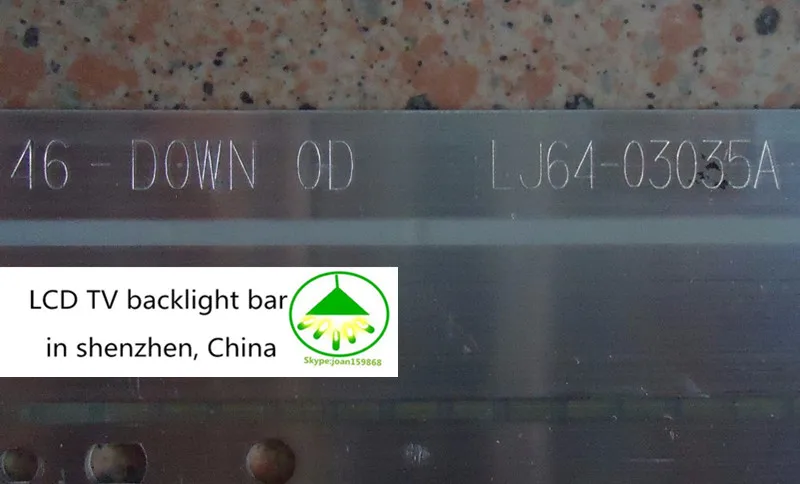 46 - DOWN OD LJ64-03035A
LCD TV backlight bar
in shenzhen, China
Skype:joan159868